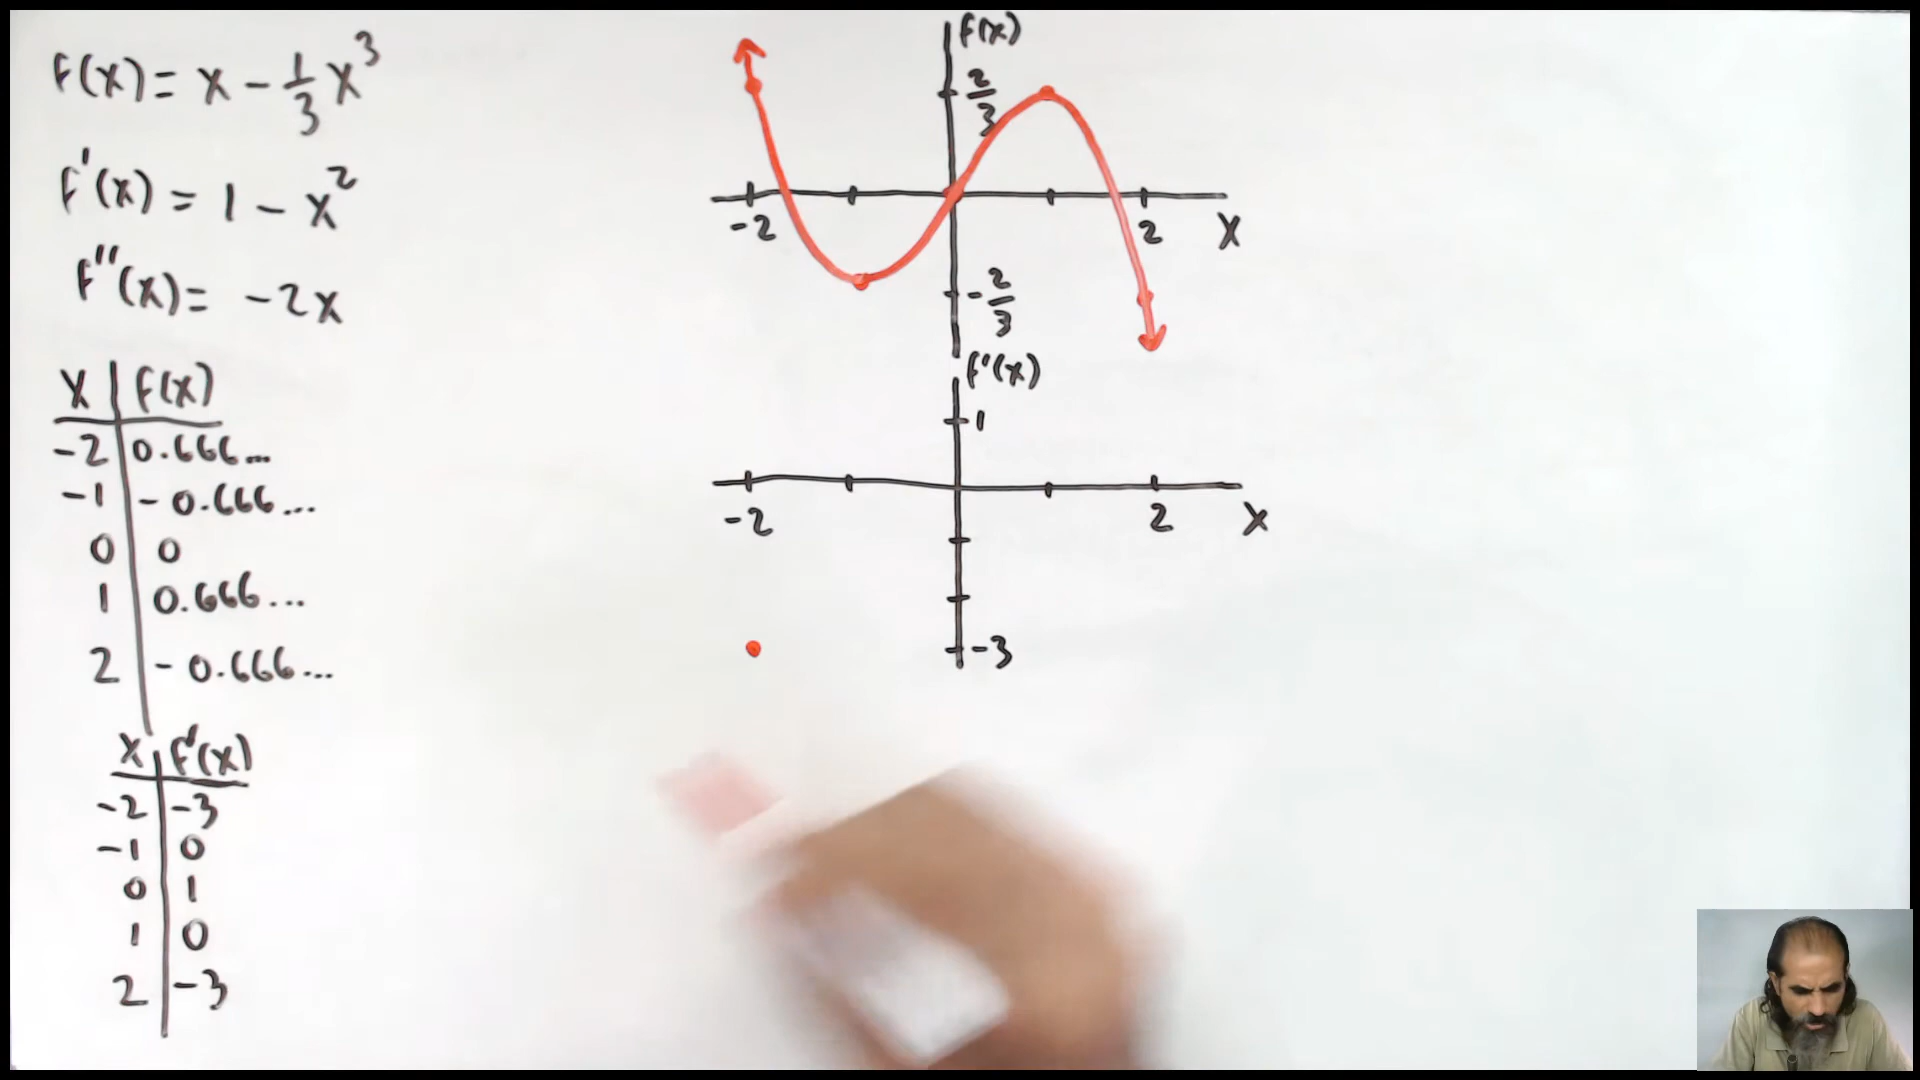 F(x) = x - 1/3 x³
F'(x) = 1 - x²
F''(x) = -2x
x | F(x)
-2 | 0.666...
-1 | -0.666...
0 | 0
1 | 0.666...
2 | -0.666...
x | F'(x)
-2 | -3
-1 | 0
0 | 1
1 | 0
2 | -3
F(x)
2/3
-2 2 x
-2/3
F'(x)
1
-2 2 x
-3